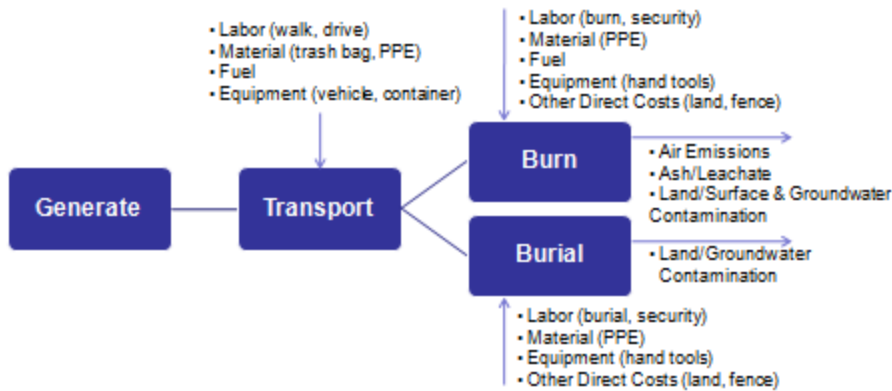 • Labor (walk, drive)
• Material (trash bag, PPE)
• Fuel
• Equipment (vehicle, container)
• Labor (burn, security)
• Material (PPE)
• Fuel
• Equipment (hand tools)
• Other Direct Costs (land, fence)
Generate
Transport
Burn
• Air Emissions
• Ash/Leachate
• Land/Surface & Groundwater
Contamination
Burial
• Land/Groundwater
Contamination
• Labor (burial, security)
• Material (PPE)
• Equipment (hand tools)
• Other Direct Costs (land, fence)